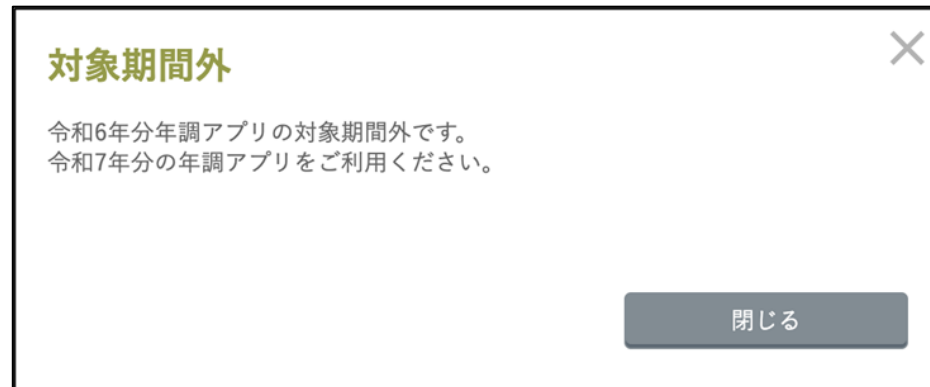 対象期間外
令和6年分年調アプリの対象期間外です。
令和7年分の年調アプリをご利用ください。
閉じる